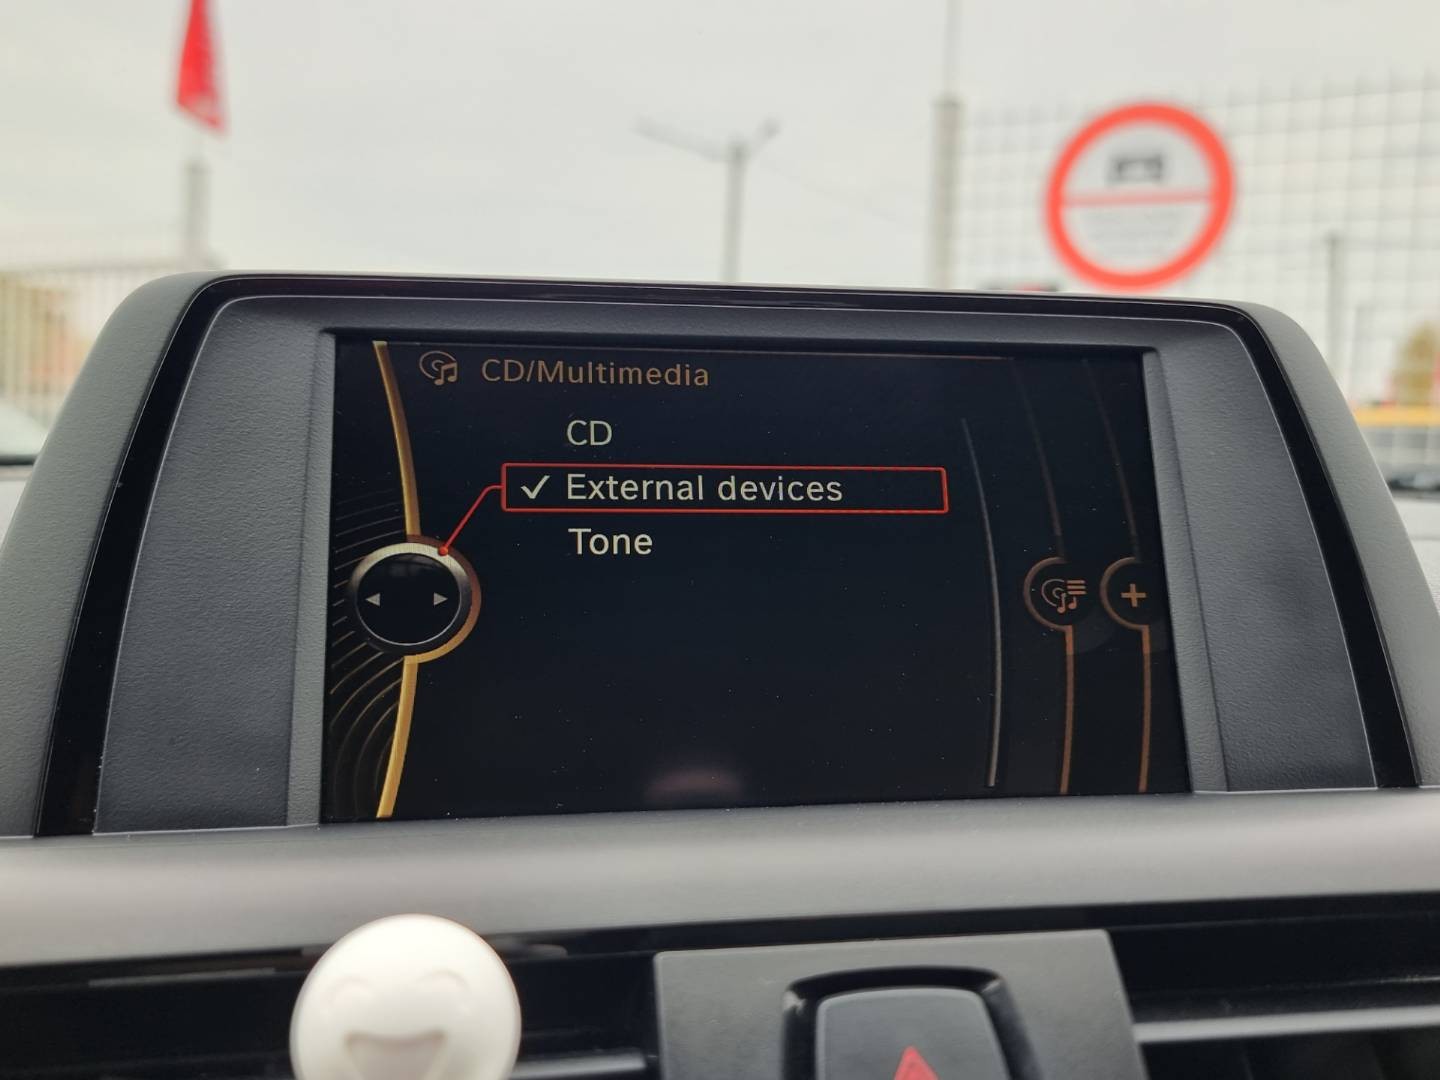 CD/Multimedia
CD
External devices
Tone